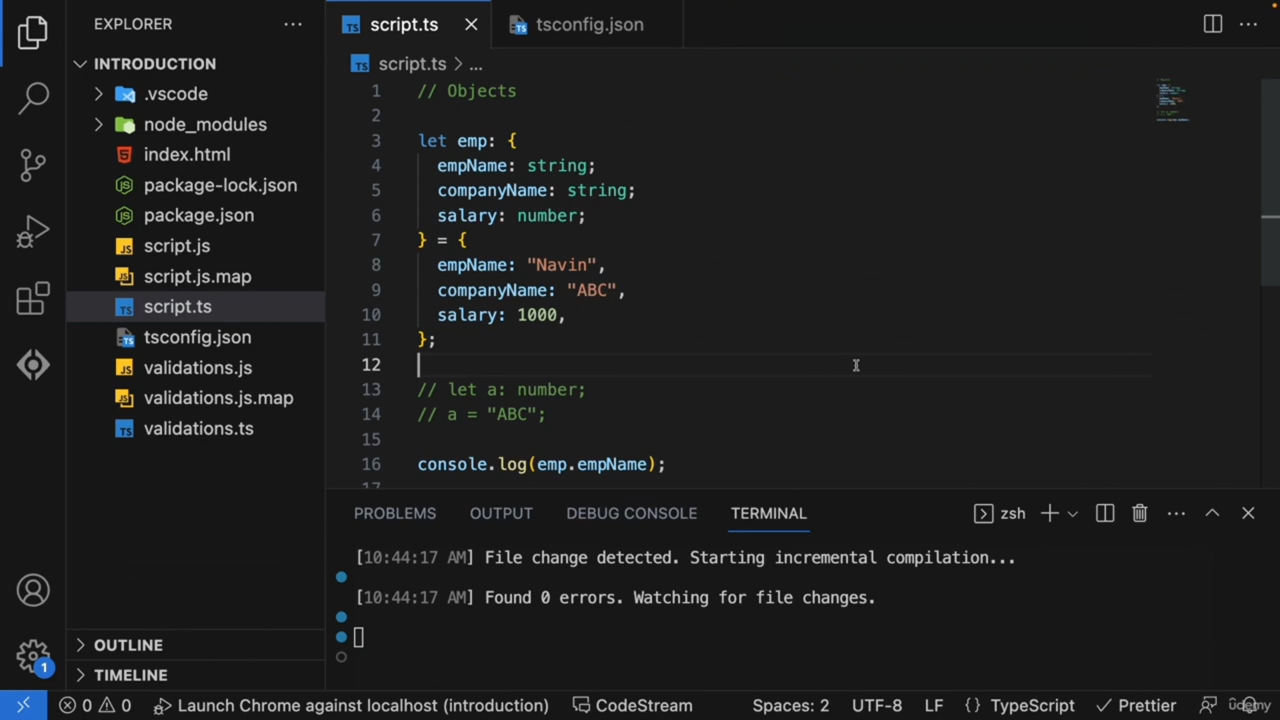 EXPLORER
INTRODUCTION
.vscode
node_modules
index.html
package-lock.json
package.json
script.js
script.js.map
script.ts
tsconfig.json
validations.js
validations.js.map
validations.ts
OUTLINE
TIMELINE
script.ts
tsconfig.json
script.ts > ...
1 // Objects
2
3 let emp: {
4 empName: string;
5 companyName: string;
6 salary: number;
7 } = {
8 empName: "Navin",
9 companyName: "ABC",
10 salary: 1000,
11 };
12
13 // let a: number;
14 // a = "ABC";
15
16 console.log(emp.empName);
17
PROBLEMS OUTPUT DEBUG CONSOLE TERMINAL zsh
[10:44:17 AM] File change detected. Starting incremental compilation...
[10:44:17 AM] Found 0 errors. Watching for file changes.
1
0 0 Launch Chrome against localhost (introduction) CodeStream Spaces: 2 UTF-8 LF {} TypeScript Prettier
udemy